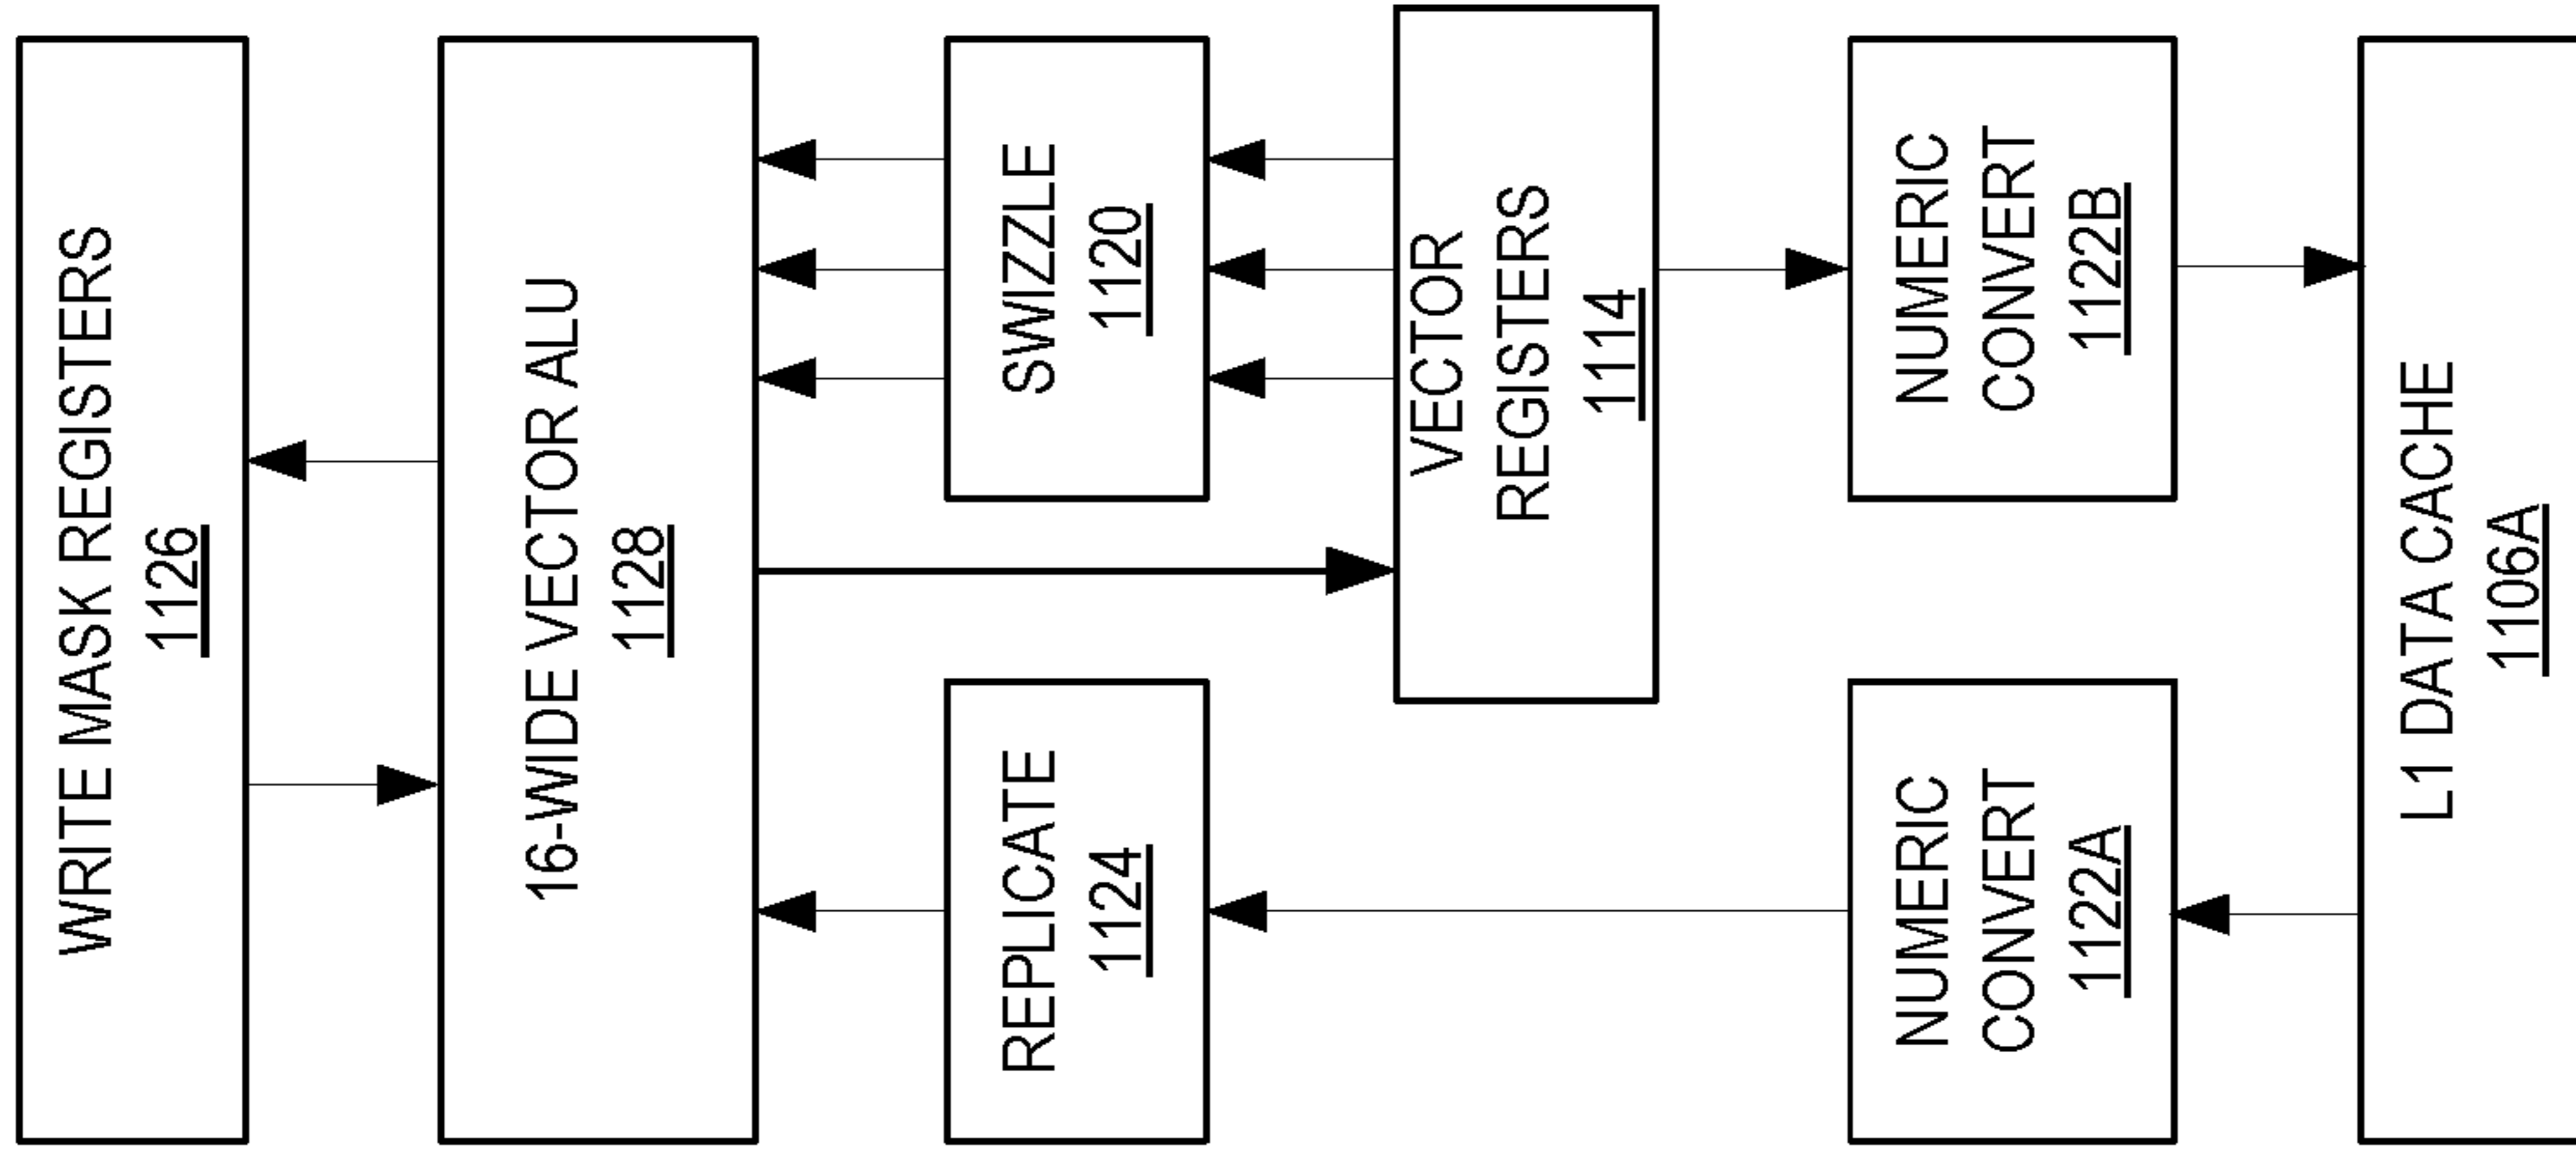 WRITE MASK REGISTERS
1126
16-WIDE VECTOR ALU
1128
REPLICATE
1124
SWIZZLE
1120
VECTOR
REGISTERS
1114
NUMERIC
CONVERT
1122A
NUMERIC
CONVERT
1122B
L1 DATA CACHE
1106A